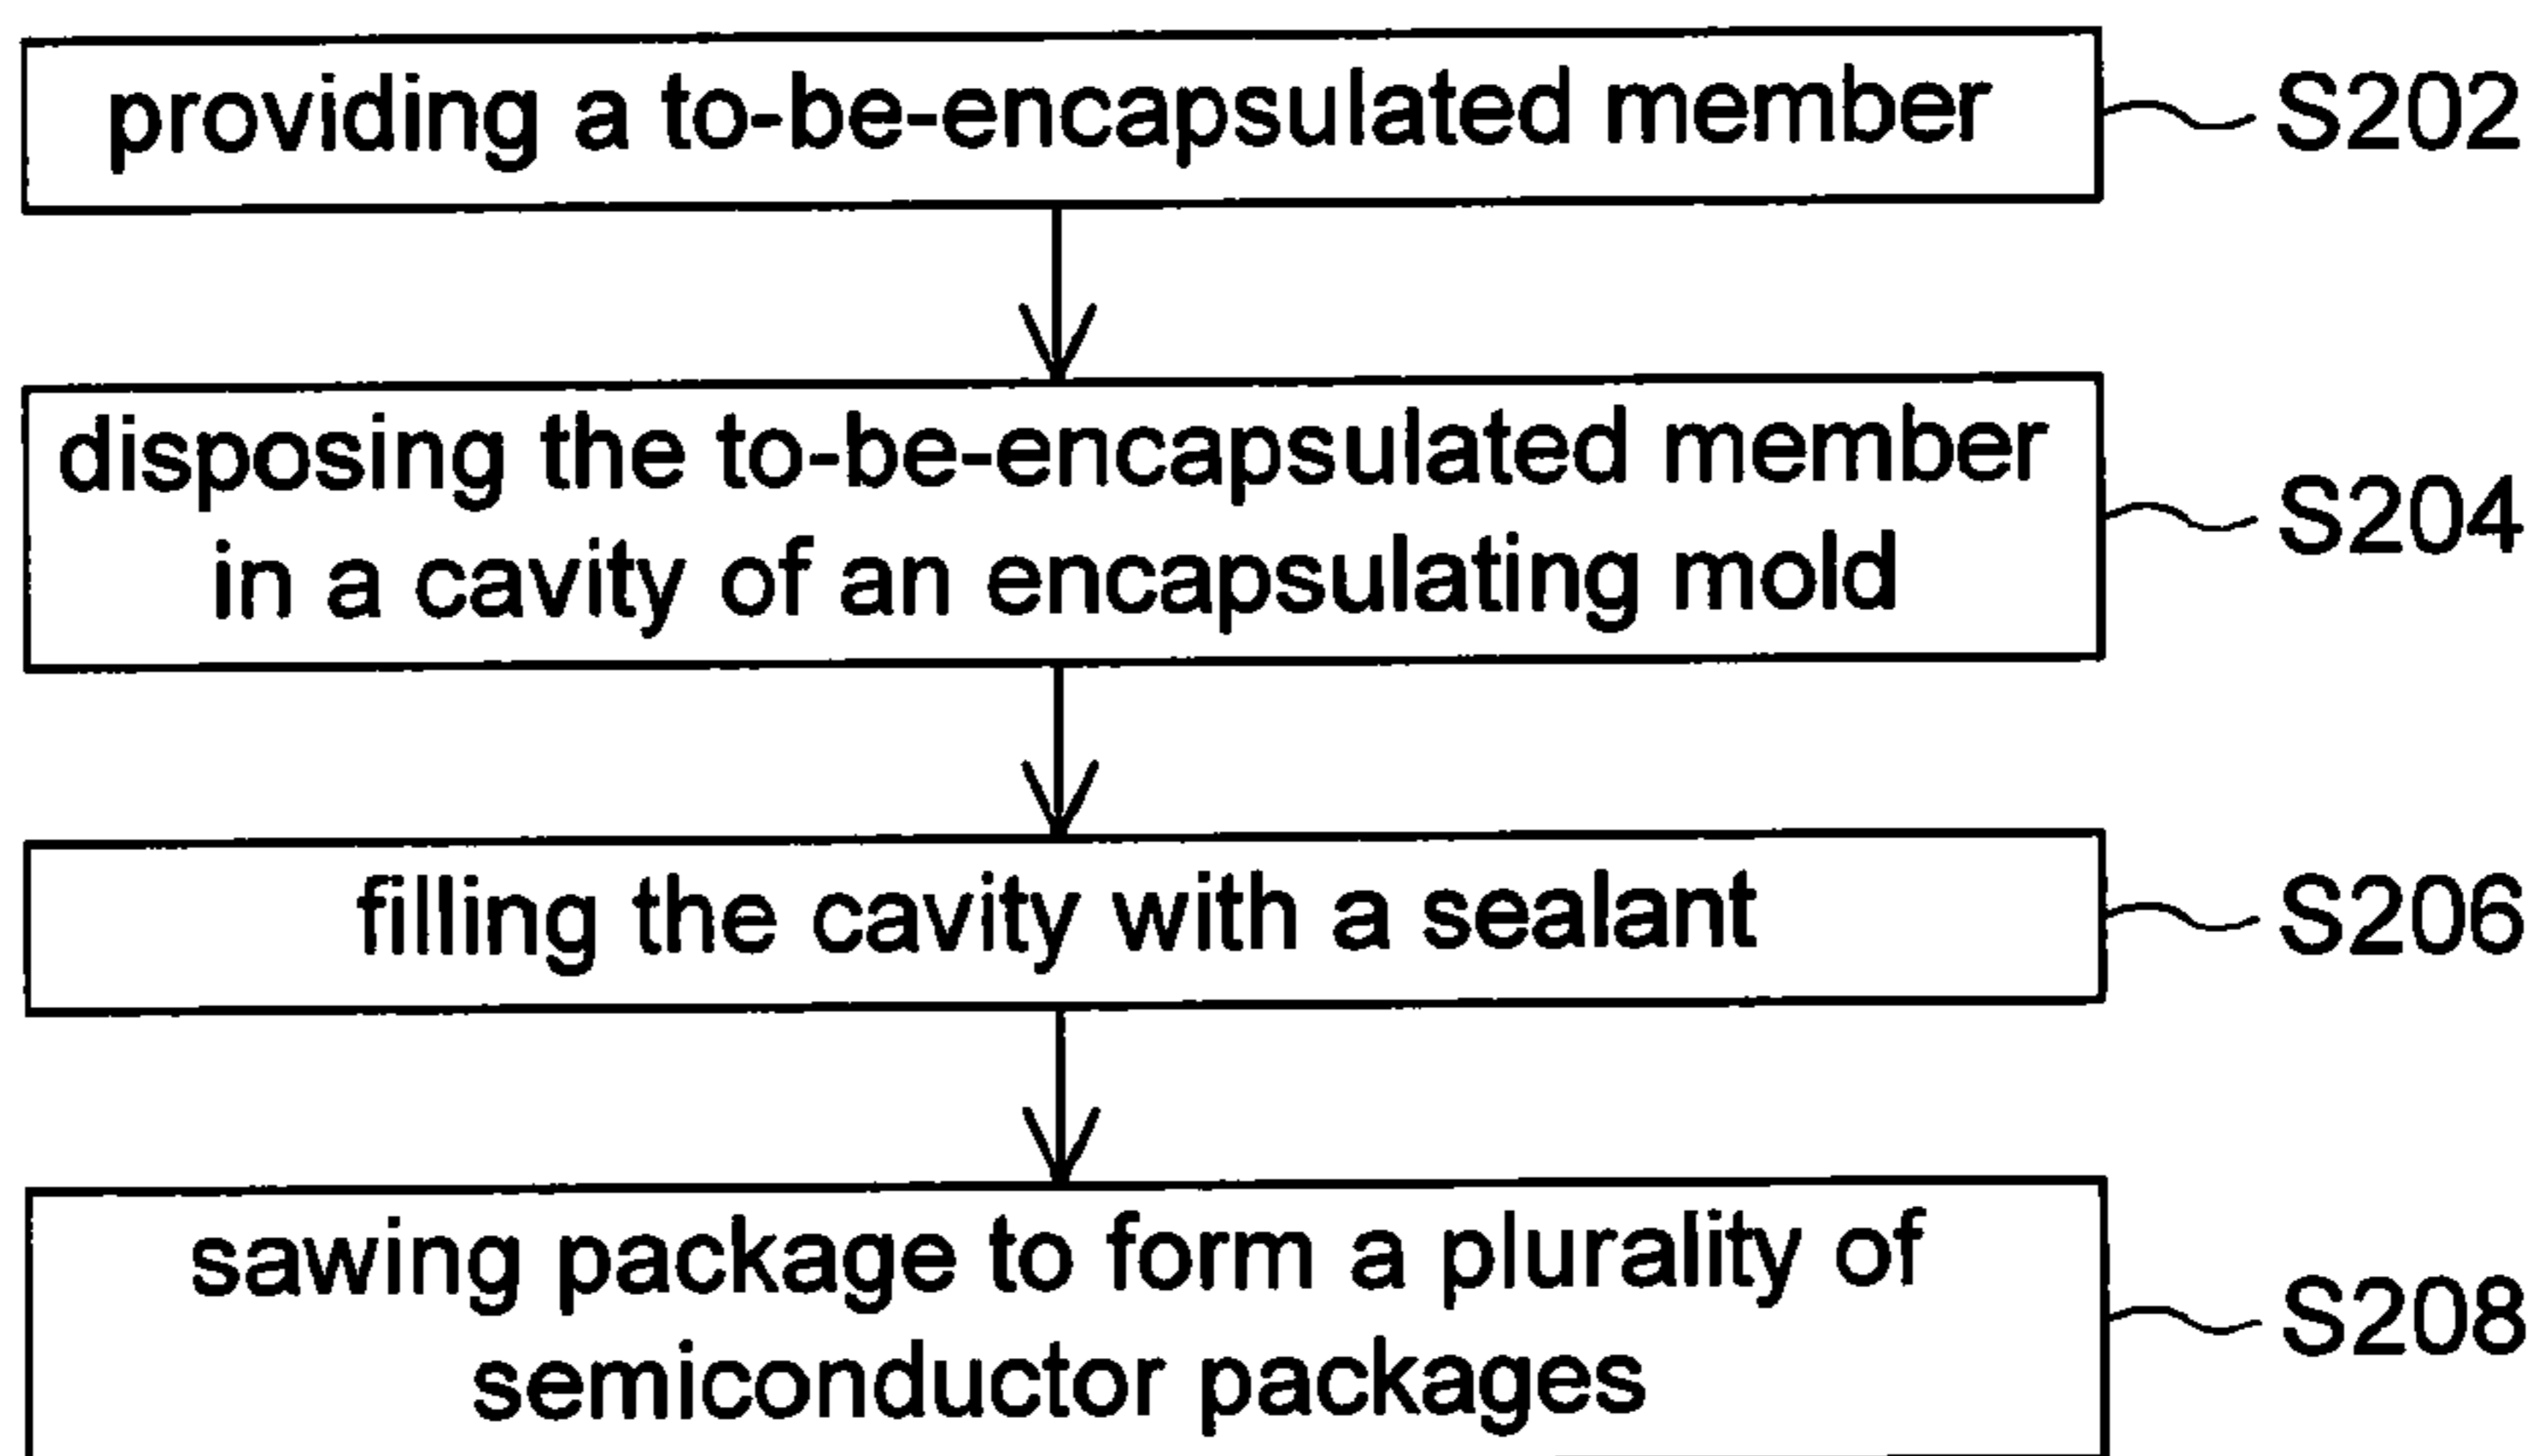 providing a to-be-encapsulated member
S202
disposing the to-be-encapsulated member
in a cavity of an encapsulating mold
S204
filling the cavity with a sealant
S206
sawing package to form a plurality of
semiconductor packages
S208